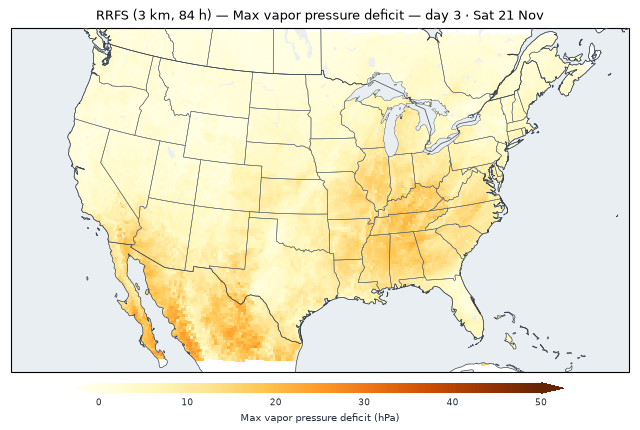 RRFS (3 km, 84 h) — Max vapor pressure deficit — day 3 · Sat 21 Nov
0 10 20 30 40 50
Max vapor pressure deficit (hPa)